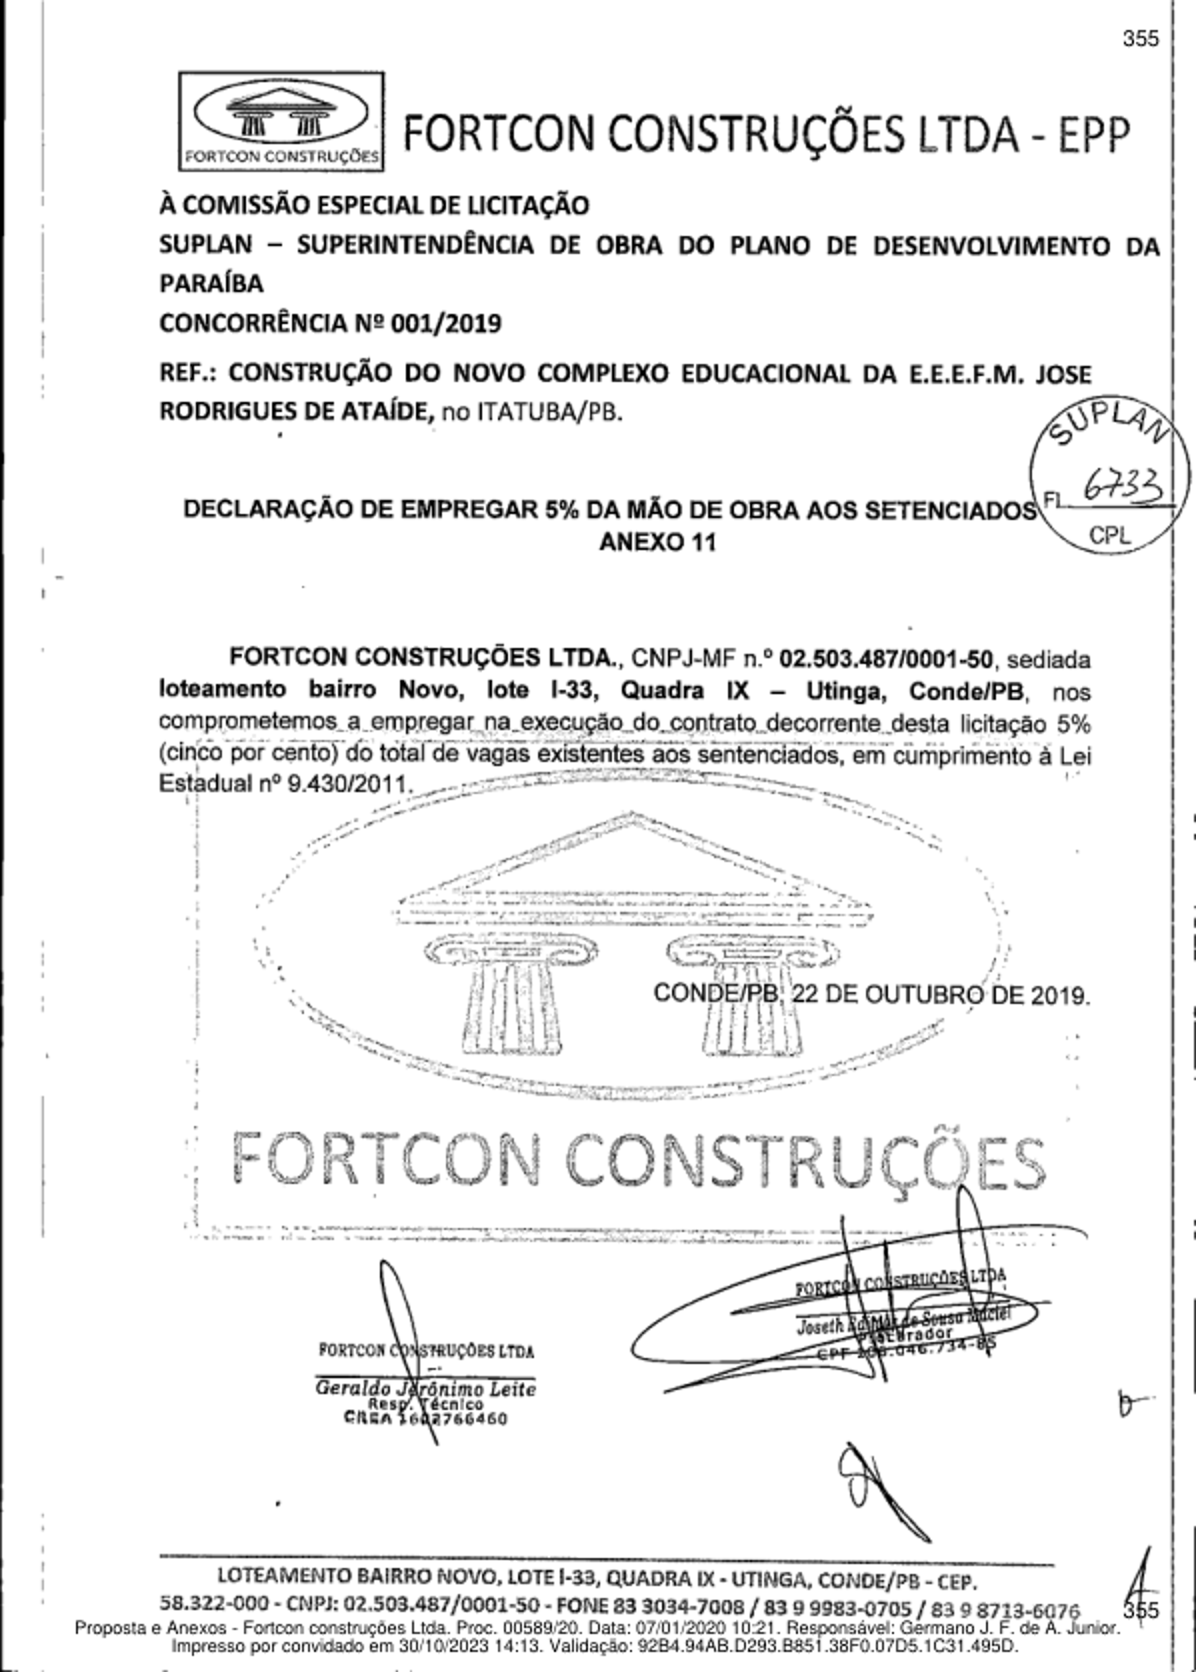 355
FORTCON CONSTRUÇÕES
FORTCON CONSTRUÇÕES LTDA - EPP
À COMISSÃO ESPECIAL DE LICITAÇÃO
SUPLAN – SUPERINTENDÊNCIA DE OBRA DO PLANO DE DESENVOLVIMENTO DA
PARAÍBA
CONCORRÊNCIA Nº 001/2019
REF.: CONSTRUÇÃO DO NOVO COMPLEXO EDUCACIONAL DA E.E.E.F.M. JOSE
RODRIGUES DE ATAÍDE, no ITATUBA/PB.
SUPLAN
FL 6733
CPL
DECLARAÇÃO DE EMPREGAR 5% DA MÃO DE OBRA AOS SETENCIADOS
ANEXO 11
FORTCON CONSTRUÇÕES LTDA., CNPJ-MF n.º 02.503.487/0001-50, sediada
loteamento bairro Novo, lote I-33, Quadra IX – Utinga, Conde/PB, nos
comprometemos a empregar na execução do contrato decorrente desta licitação 5%
(cinco por cento) do total de vagas existentes aos sentenciados, em cumprimento à Lei
Estadual nº 9.430/2011.
CONDE/PB, 22 DE OUTUBRO DE 2019.
FORTCON CONSTRUÇÕES
FORTCON CONSTRUÇÕES LTDA
Joseth de Sousa Maciel
Procurador
CPF
FORTCON CONSTRUÇÕES LTDA
Geraldo Jerônimo Leite
Resp. Técnico
CREA 1602766460
LOTEAMENTO BAIRRO NOVO, LOTE I-33, QUADRA IX - UTINGA, CONDE/PB - CEP.
58.322-000 - CNPJ: 02.503.487/0001-50 - FONE 83 3034-7008 / 83 9 9983-0705 / 83 9 8713-6076
355
Proposta e Anexos - Fortcon construções Ltda. Proc. 00589/20. Data: 07/01/2020 10:21. Responsável: Germano J. F. de A. Junior.
Impresso por convidado em 30/10/2023 14:13. Validação: 92B4.94AB.D293.B851.38F0.07D5.1C31.495D.